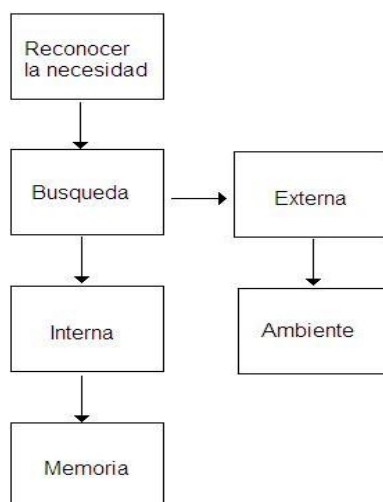 Reconocer
la necesidad
Busqueda
Externa
Interna
Ambiente
Memoria